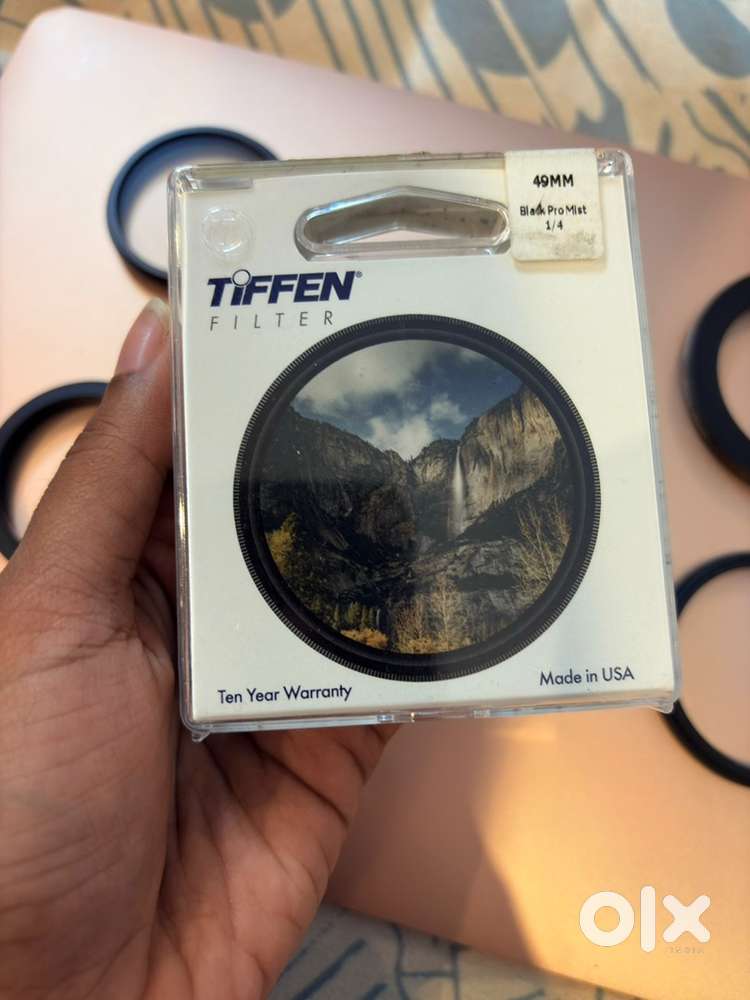 49MM
Black Pro Mist
1/4
TiFFEN®
FILTER
Ten Year Warranty
Made in USA
olx